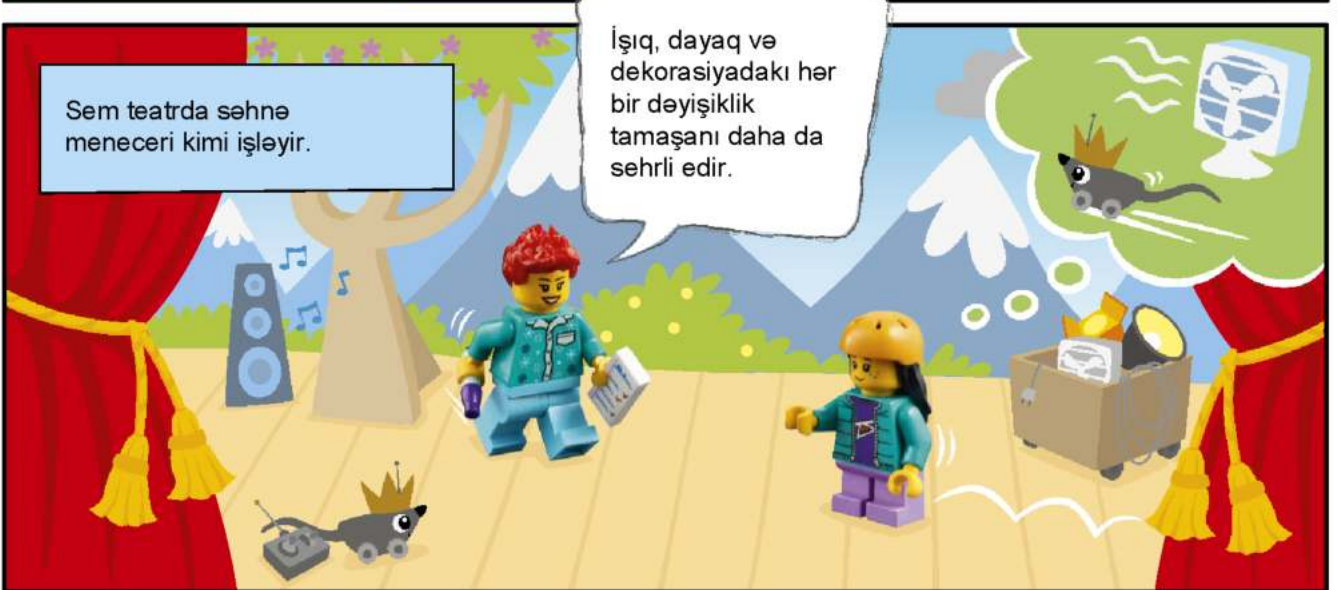 Sem teatrda səhnə
meneceri kimi işləyir.
İşıq, dayaq və
dekorasiyadakı hər
bir dəyişiklik
tamaşanı daha da
sehrli edir.